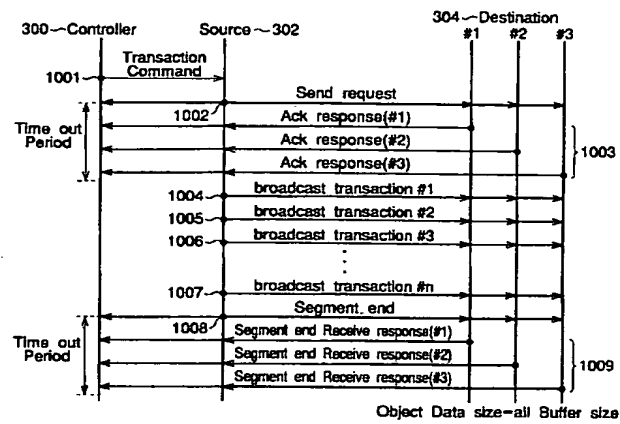 300~Controller
Source~302
304~Destination
#1 #2 #3
Transaction
Command
1001
Send request
1002
Ack response(#1)
Time out
Period
Ack response(#2)
1003
Ack response(#3)
1004
broadcast transaction #1
1005
broadcast transaction #2
1006
broadcast transaction #3
1007
broadcast transaction #n
Segment. end
1008
Segment end Receive response(#1)
Time out
Period
Segment end Receive response(#2)
1009
Segment end Receive response(#3)
Object Data size=all Buffer size